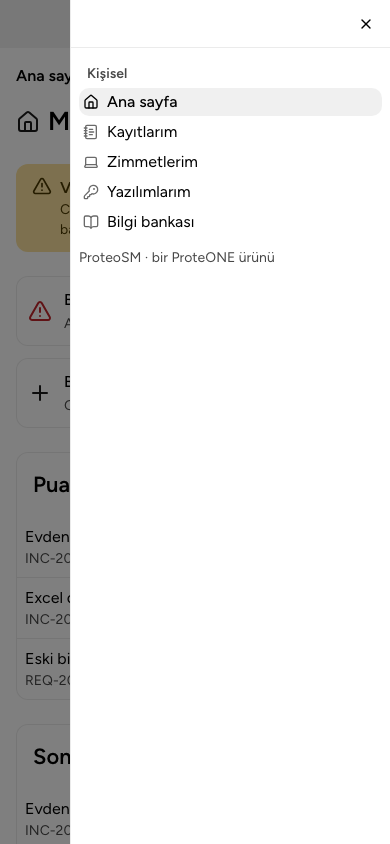 Kişisel
Ana sayfa
Kayıtlarım
Zimmetlerim
Yazılımlarım
Bilgi bankası
ProteoSM · bir ProteONE ürünü
Ana say
M
V
C
ba
B
A
B
Pua
Evden
INC-20
Excel
INC-20
Eski bi
REQ-20
Son
Evden
INC-20